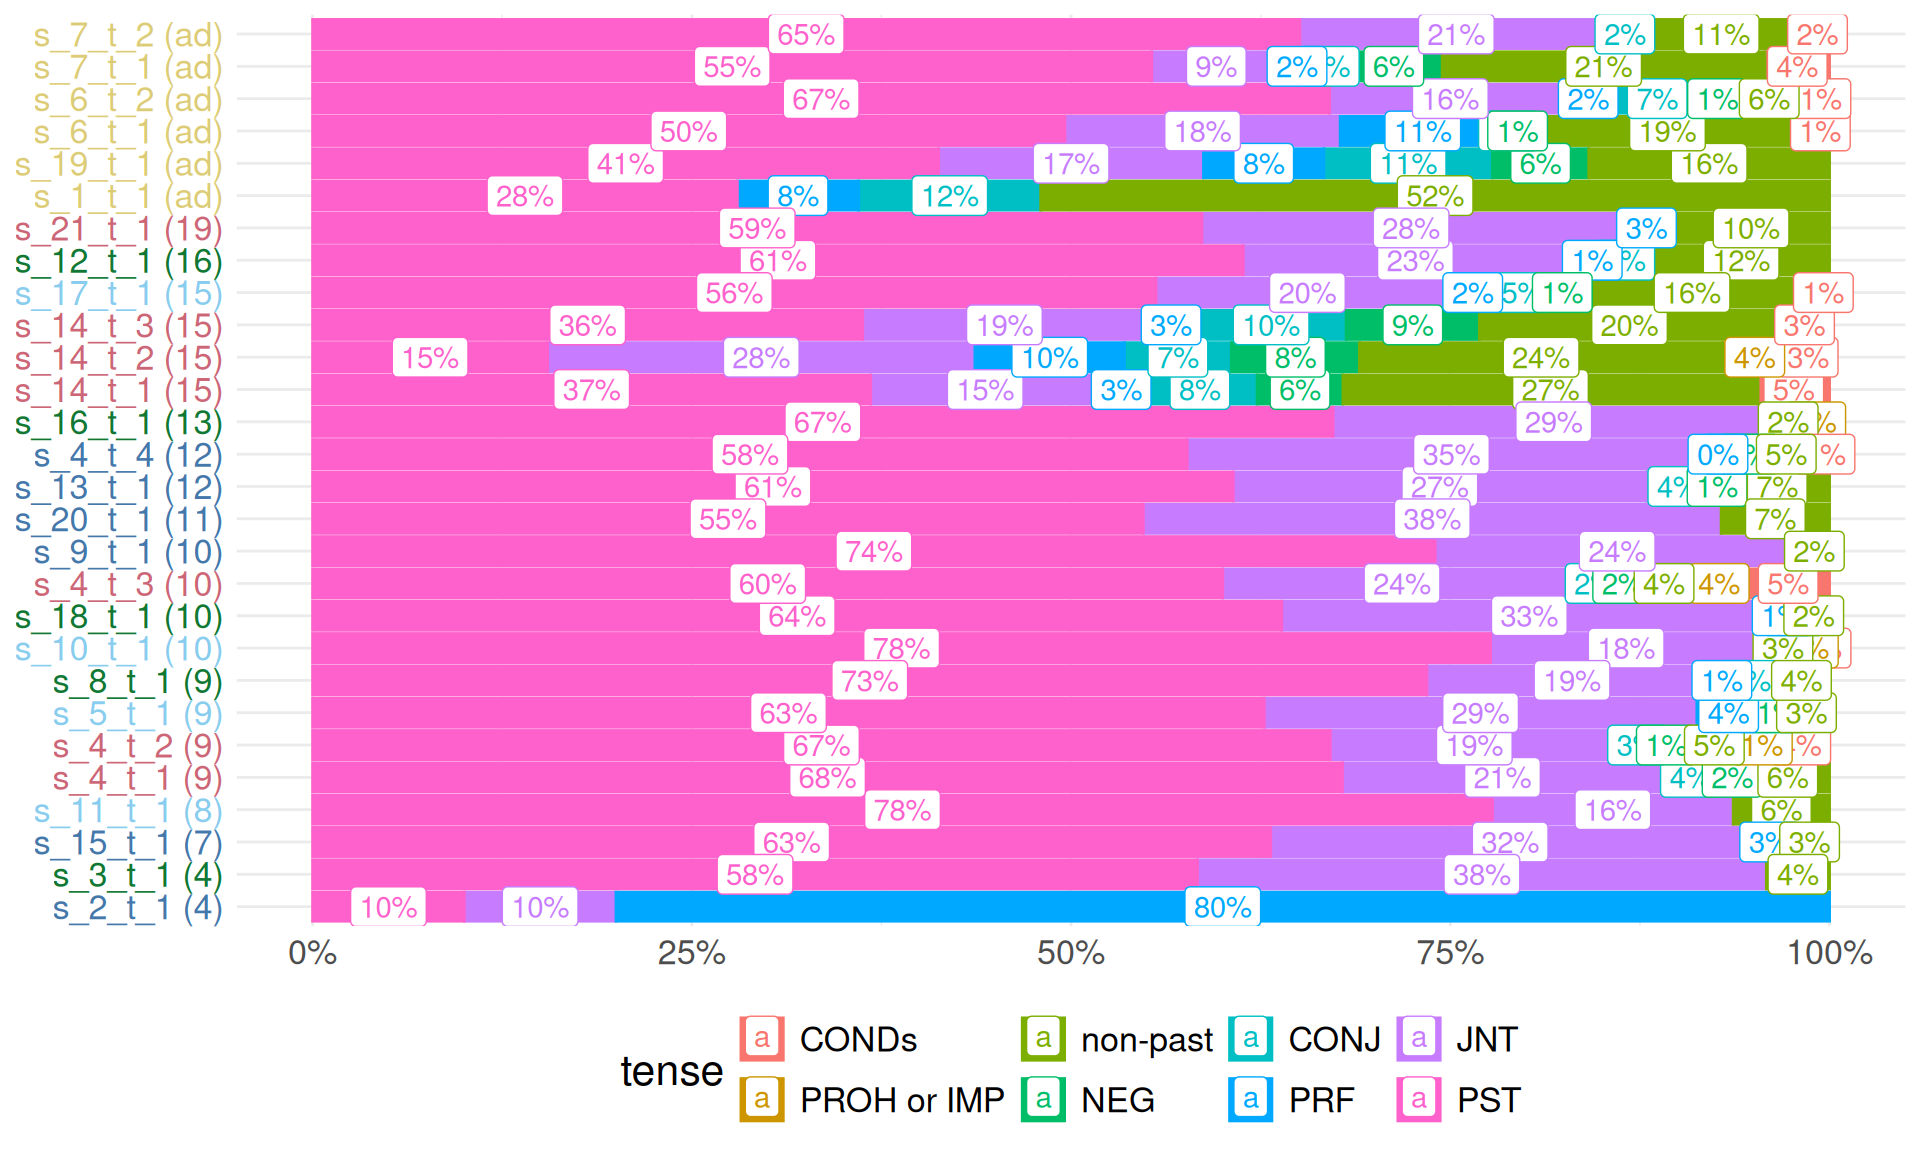 s_7_t_2 (ad) 65% 21% 2% 11% 2%
s_7_t_1 (ad) 55% 9% 2% % 6% 21% 4%
s_6_t_2 (ad) 67% 16% 2% 7% 1% 6% 1%
s_6_t_1 (ad) 50% 18% 11% 1% 19% 1%
s_19_t_1 (ad) 41% 17% 8% 11% 6% 16%
s_1_t_1 (ad) 28% 8% 12% 52%
s_21_t_1 (19) 59% 28% 3% 10%
s_12_t_1 (16) 61% 23% 1% % 12%
s_17_t_1 (15) 56% 20% 2% 5% 1% 16% 1%
s_14_t_3 (15) 36% 19% 3% 10% 9% 20% 3%
s_14_t_2 (15) 15% 28% 10% 7% 8% 24% 4% 3%
s_14_t_1 (15) 37% 15% 3% 8% 6% 27% 5%
s_16_t_1 (13) 67% 29% 2% %
s_4_t_4 (12) 58% 35% 0% 5% %
s_13_t_1 (12) 61% 27% 4% 1% 7%
s_20_t_1 (11) 55% 38% 7%
s_9_t_1 (10) 74% 24% 2%
s_4_t_3 (10) 60% 24% 2% 2% 4% 4% 5%
s_18_t_1 (10) 64% 33% 1% 2%
s_10_t_1 (10) 78% 18% 3%
s_8_t_1 (9) 73% 19% 1% % 4%
s_5_t_1 (9) 63% 29% 4% 1% 3%
s_4_t_2 (9) 67% 19% 3% 1% 5% 1% %
s_4_t_1 (9) 68% 21% 4% 2% 6%
s_11_t_1 (8) 78% 16% 6%
s_15_t_1 (7) 63% 32% 3% 3%
s_3_t_1 (4) 58% 38% 4%
s_2_t_1 (4) 10% 10% 80%
0% 25% 50% 75% 100%
tense
a CONDs a non-past a CONJ a JNT
a PROH or IMP a NEG a PRF a PST